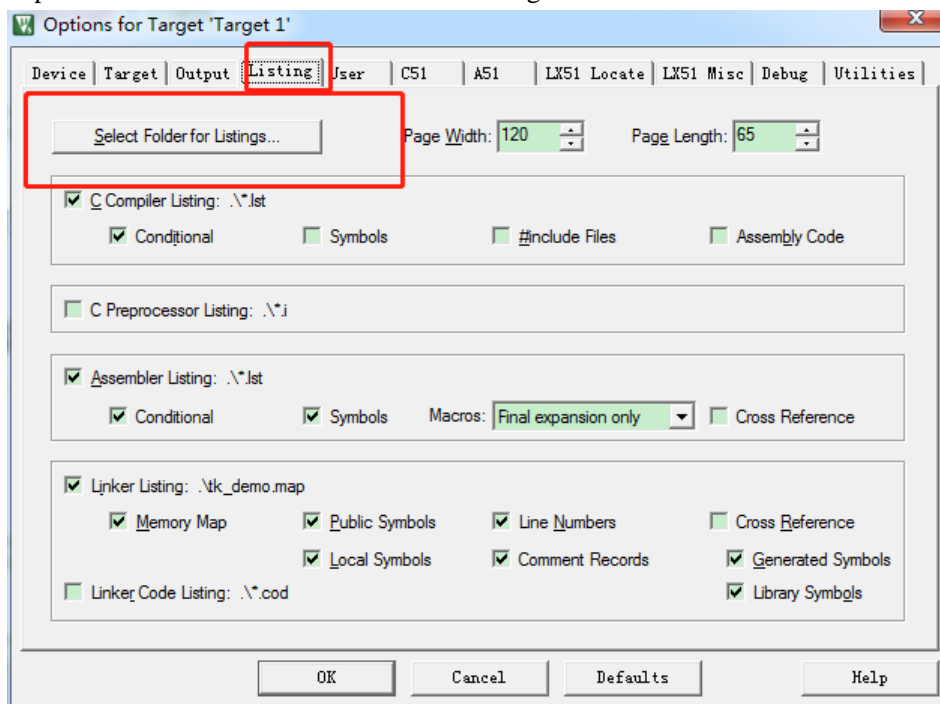 Options for Target 'Target 1'
Device Target Output Listing User C51 A51 LX51 Locate LX51 Misc Debug Utilities
Select Folder for Listings... Page Width: 120 Page Length: 65
C Compiler Listing: .\*.lst
Conditional Symbols #include Files Assembly Code
C Preprocessor Listing: .\*.i
Assembler Listing: .\*.lst
Conditional Symbols Macros: Final expansion only Cross Reference
Linker Listing: .\tk_demo.map
Memory Map Public Symbols Line Numbers Cross Reference
Local Symbols Comment Records Generated Symbols
Linker Code Listing: .\*.cod Library Symbols
OK Cancel Defaults Help